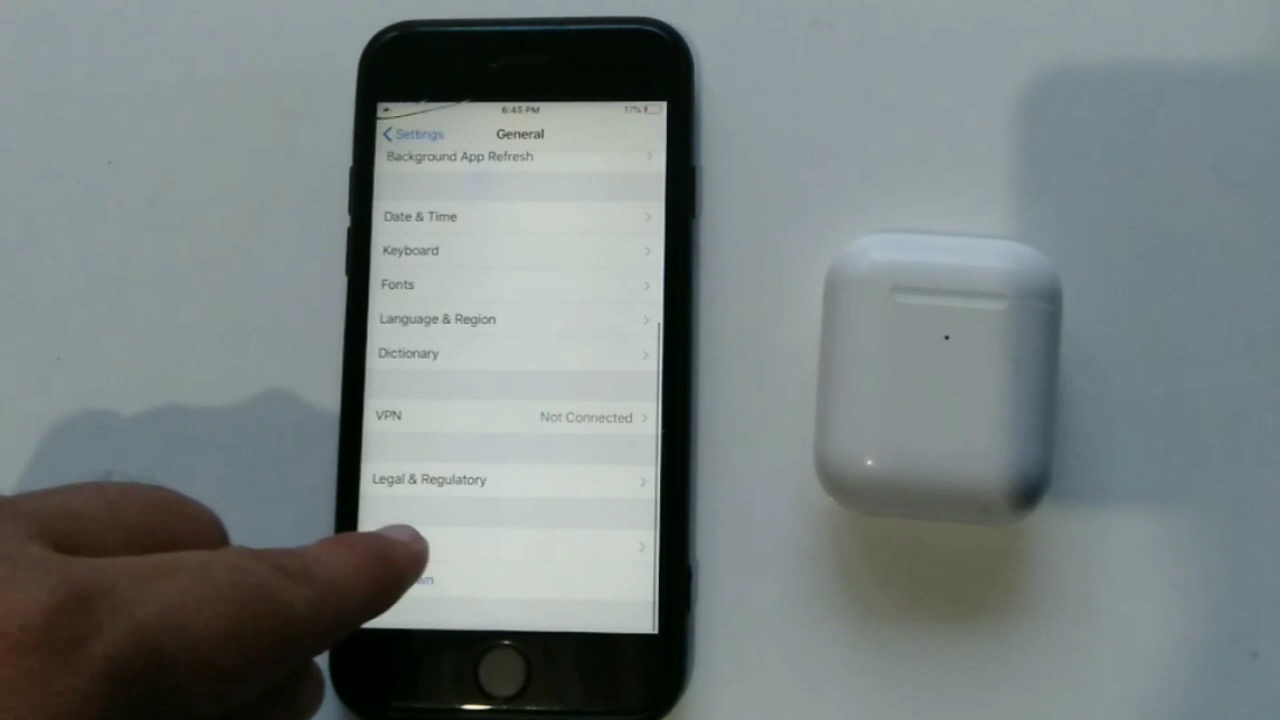 6:45 PM
17%
Settings
General
Background App Refresh
Date & Time
Keyboard
Fonts
Language & Region
Dictionary
VPN
Not Connected
Legal & Regulatory